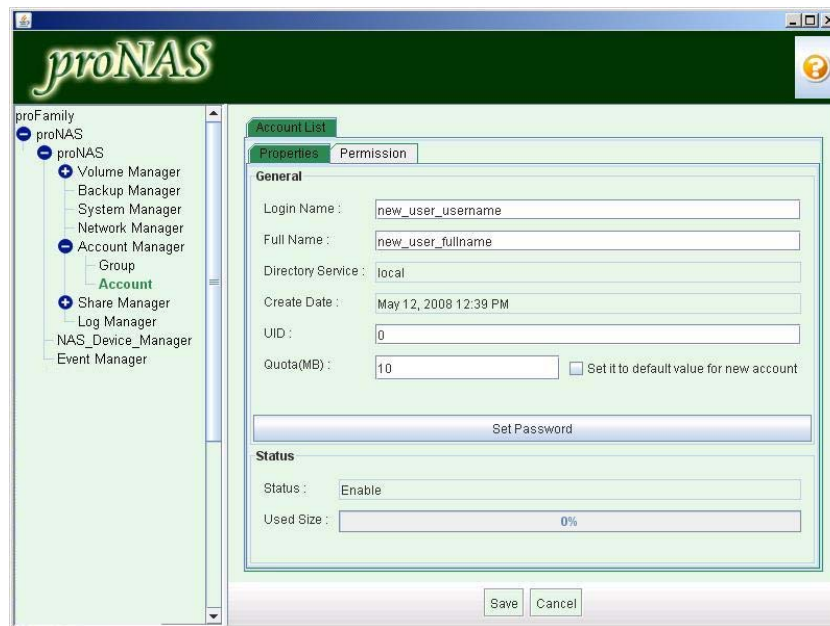 proNAS
proFamily
proNAS
proNAS
Volume Manager
Backup Manager
System Manager
Network Manager
Account Manager
Group
Account
Share Manager
Log Manager
NAS_Device_Manager
Event Manager
Account List
Properties Permission
General
Login Name : new_user_username
Full Name : new_user_fullname
Directory Service : local
Create Date : May 12, 2008 12:39 PM
UID : 0
Quota(MB) : 10 Set it to default value for new account
Set Password
Status
Status : Enable
Used Size : 0%
Save Cancel